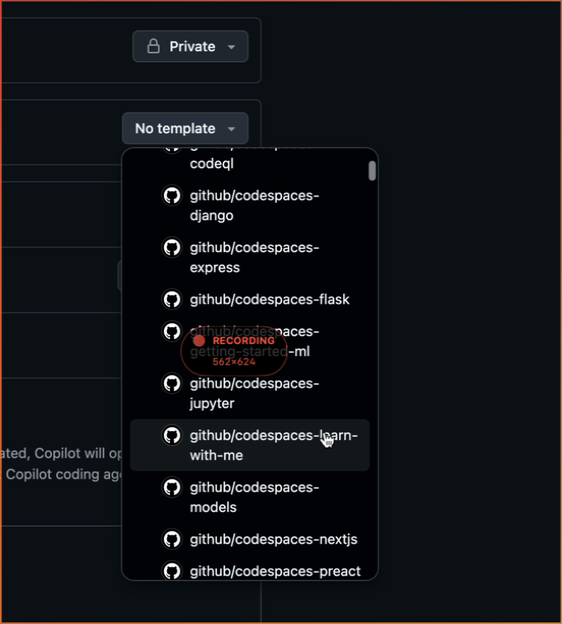 Private
No template
codeql
github/codespaces-
django
github/codespaces-
express
github/codespaces-flask
github/codespaces-
getting-started-ml
RECORDING
562×624
github/codespaces-
jupyter
github/codespaces-learn-
with-me
github/codespaces-
models
github/codespaces-nextjs
github/codespaces-preact
ated, Copilot will op
Copilot coding age